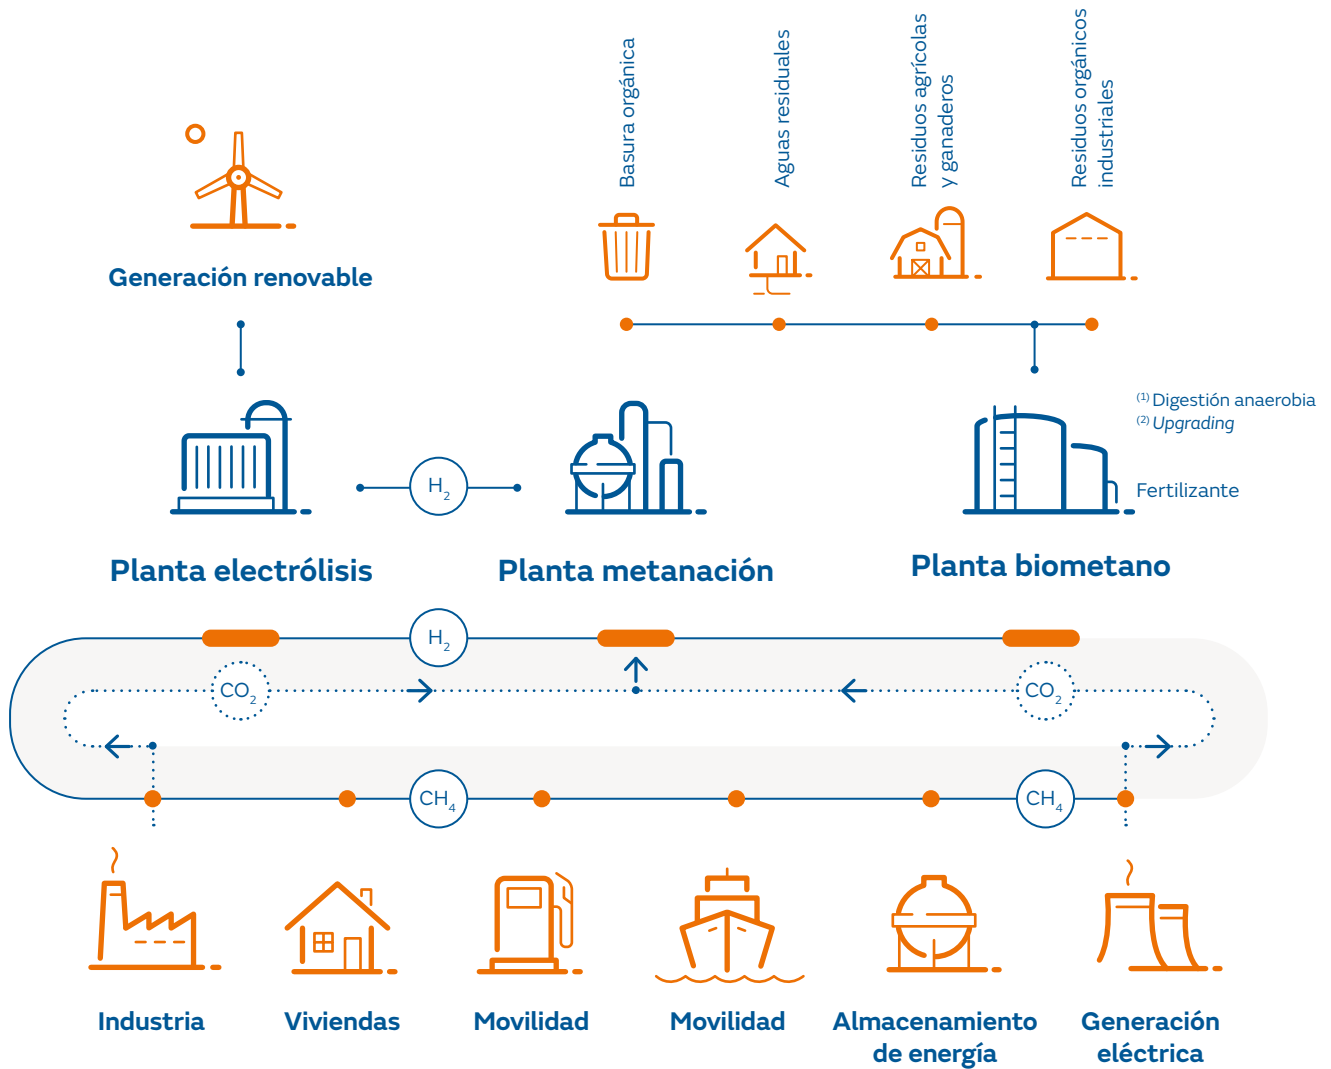 Basura orgánica
Aguas residuales
Residuos agrícolas
y ganaderos
Residuos orgánicos
industriales
Generación renovable
(1) Digestión anaerobia
(2) Upgrading
Fertilizante
H₂
Planta electrólisis
Planta metanación
Planta biometano
H₂
CO₂
CO₂
CH₄
CH₄
Industria
Viviendas
Movilidad
Movilidad
Almacenamiento
de energía
Generación
eléctrica